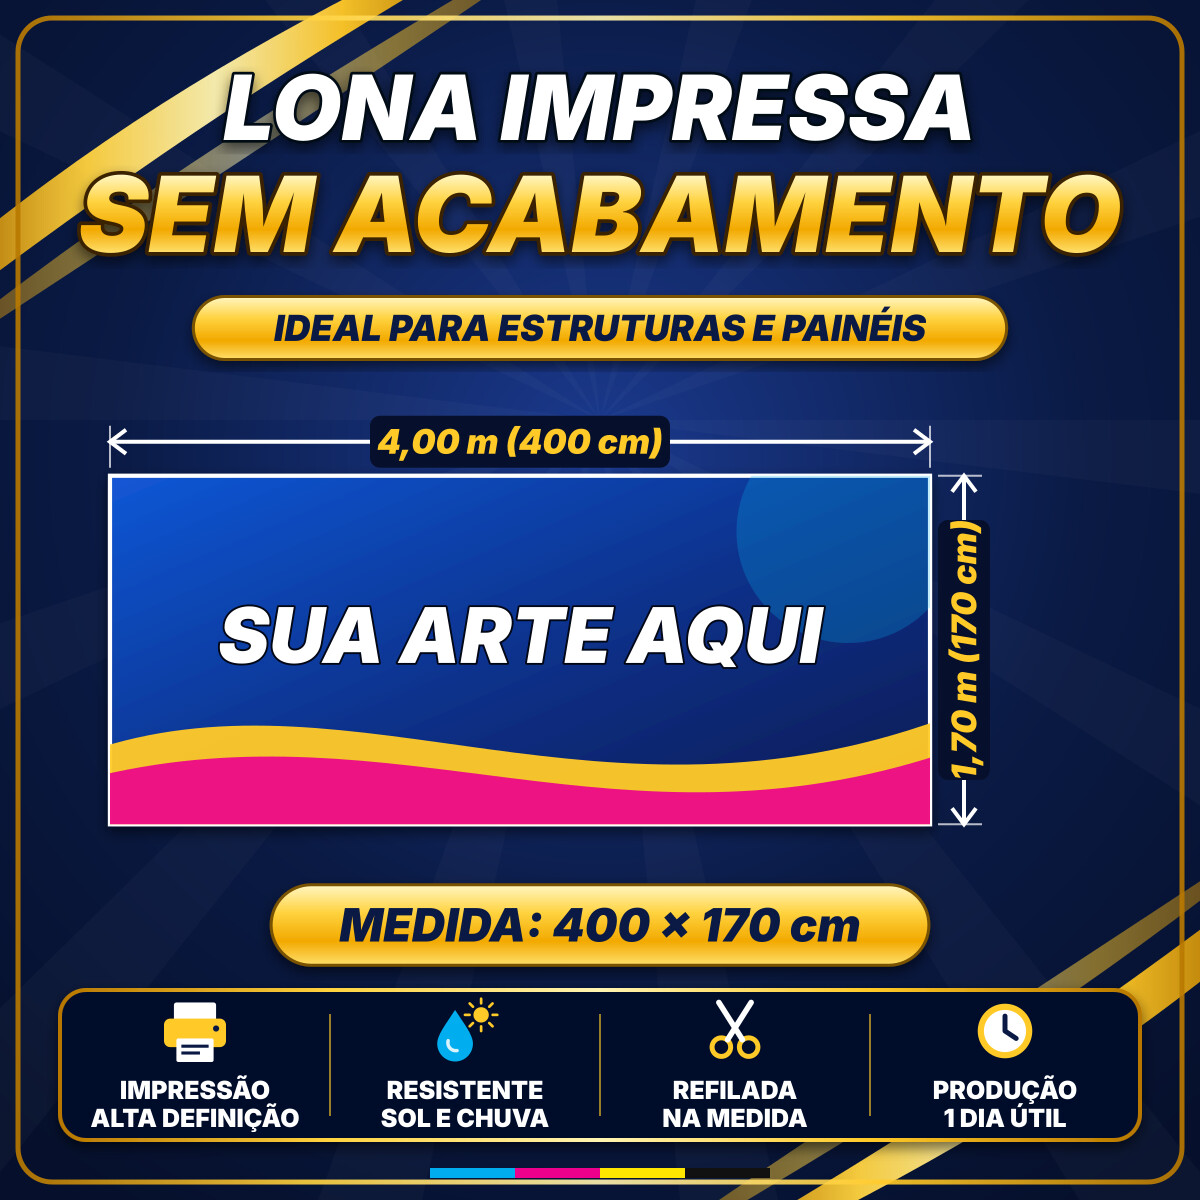 LONA IMPRESSA
SEM ACABAMENTO
IDEAL PARA ESTRUTURAS E PAINÉIS
4,00 m (400 cm)
1,70 m (170 cm)
SUA ARTE AQUI
MEDIDA: 400 × 170 cm
IMPRESSÃO
ALTA DEFINIÇÃO
RESISTENTE
SOL E CHUVA
REFILADA
NA MEDIDA
PRODUÇÃO
1 DIA ÚTIL